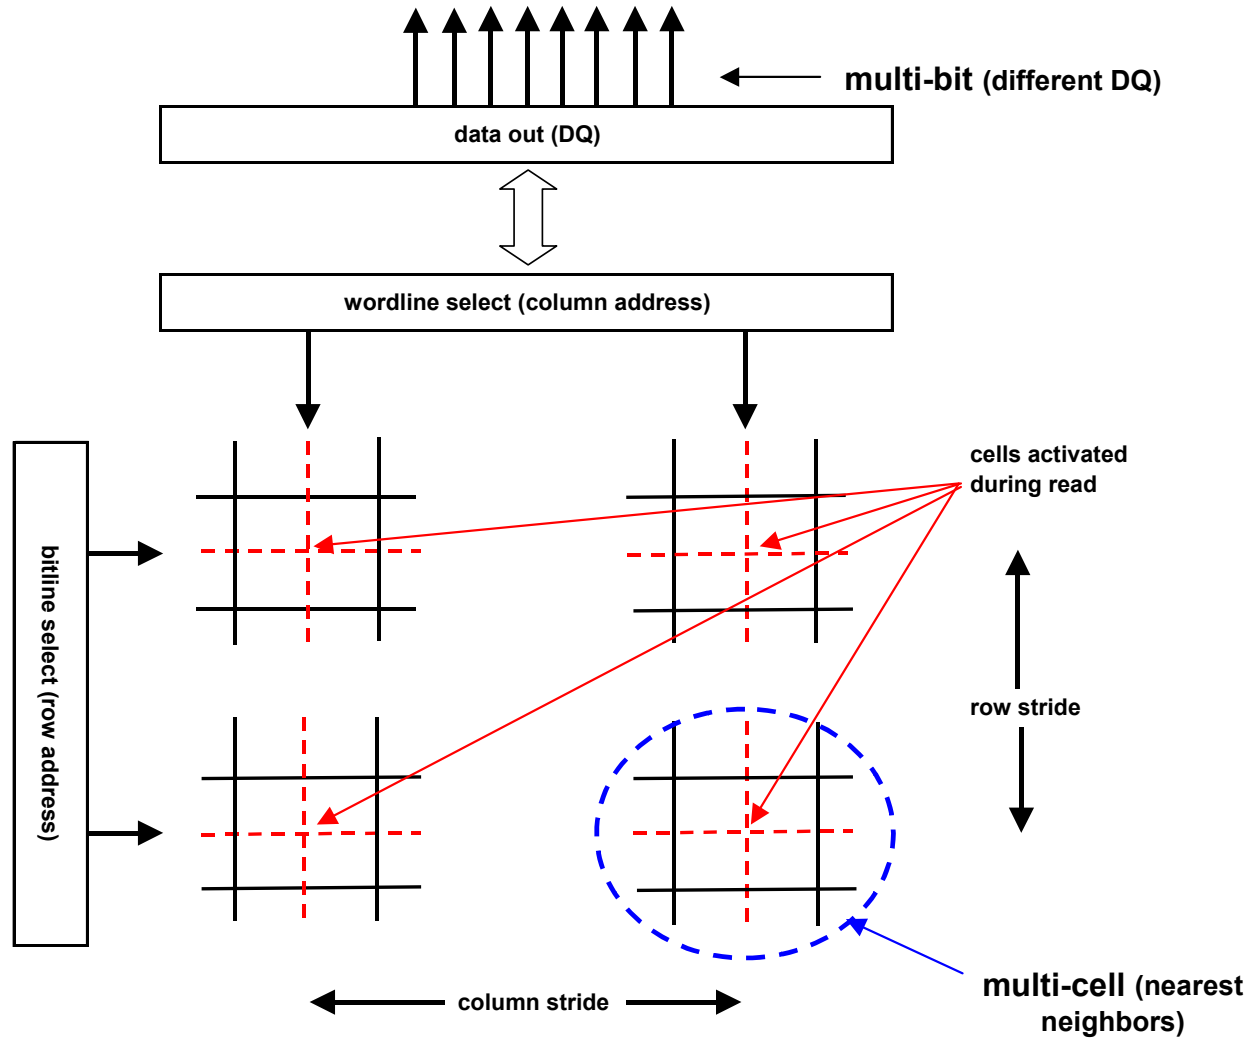 multi-bit (different DQ)
data out (DQ)
wordline select (column address)
cells activated
during read
bitline select (row address)
row stride
column stride
multi-cell (nearest
neighbors)